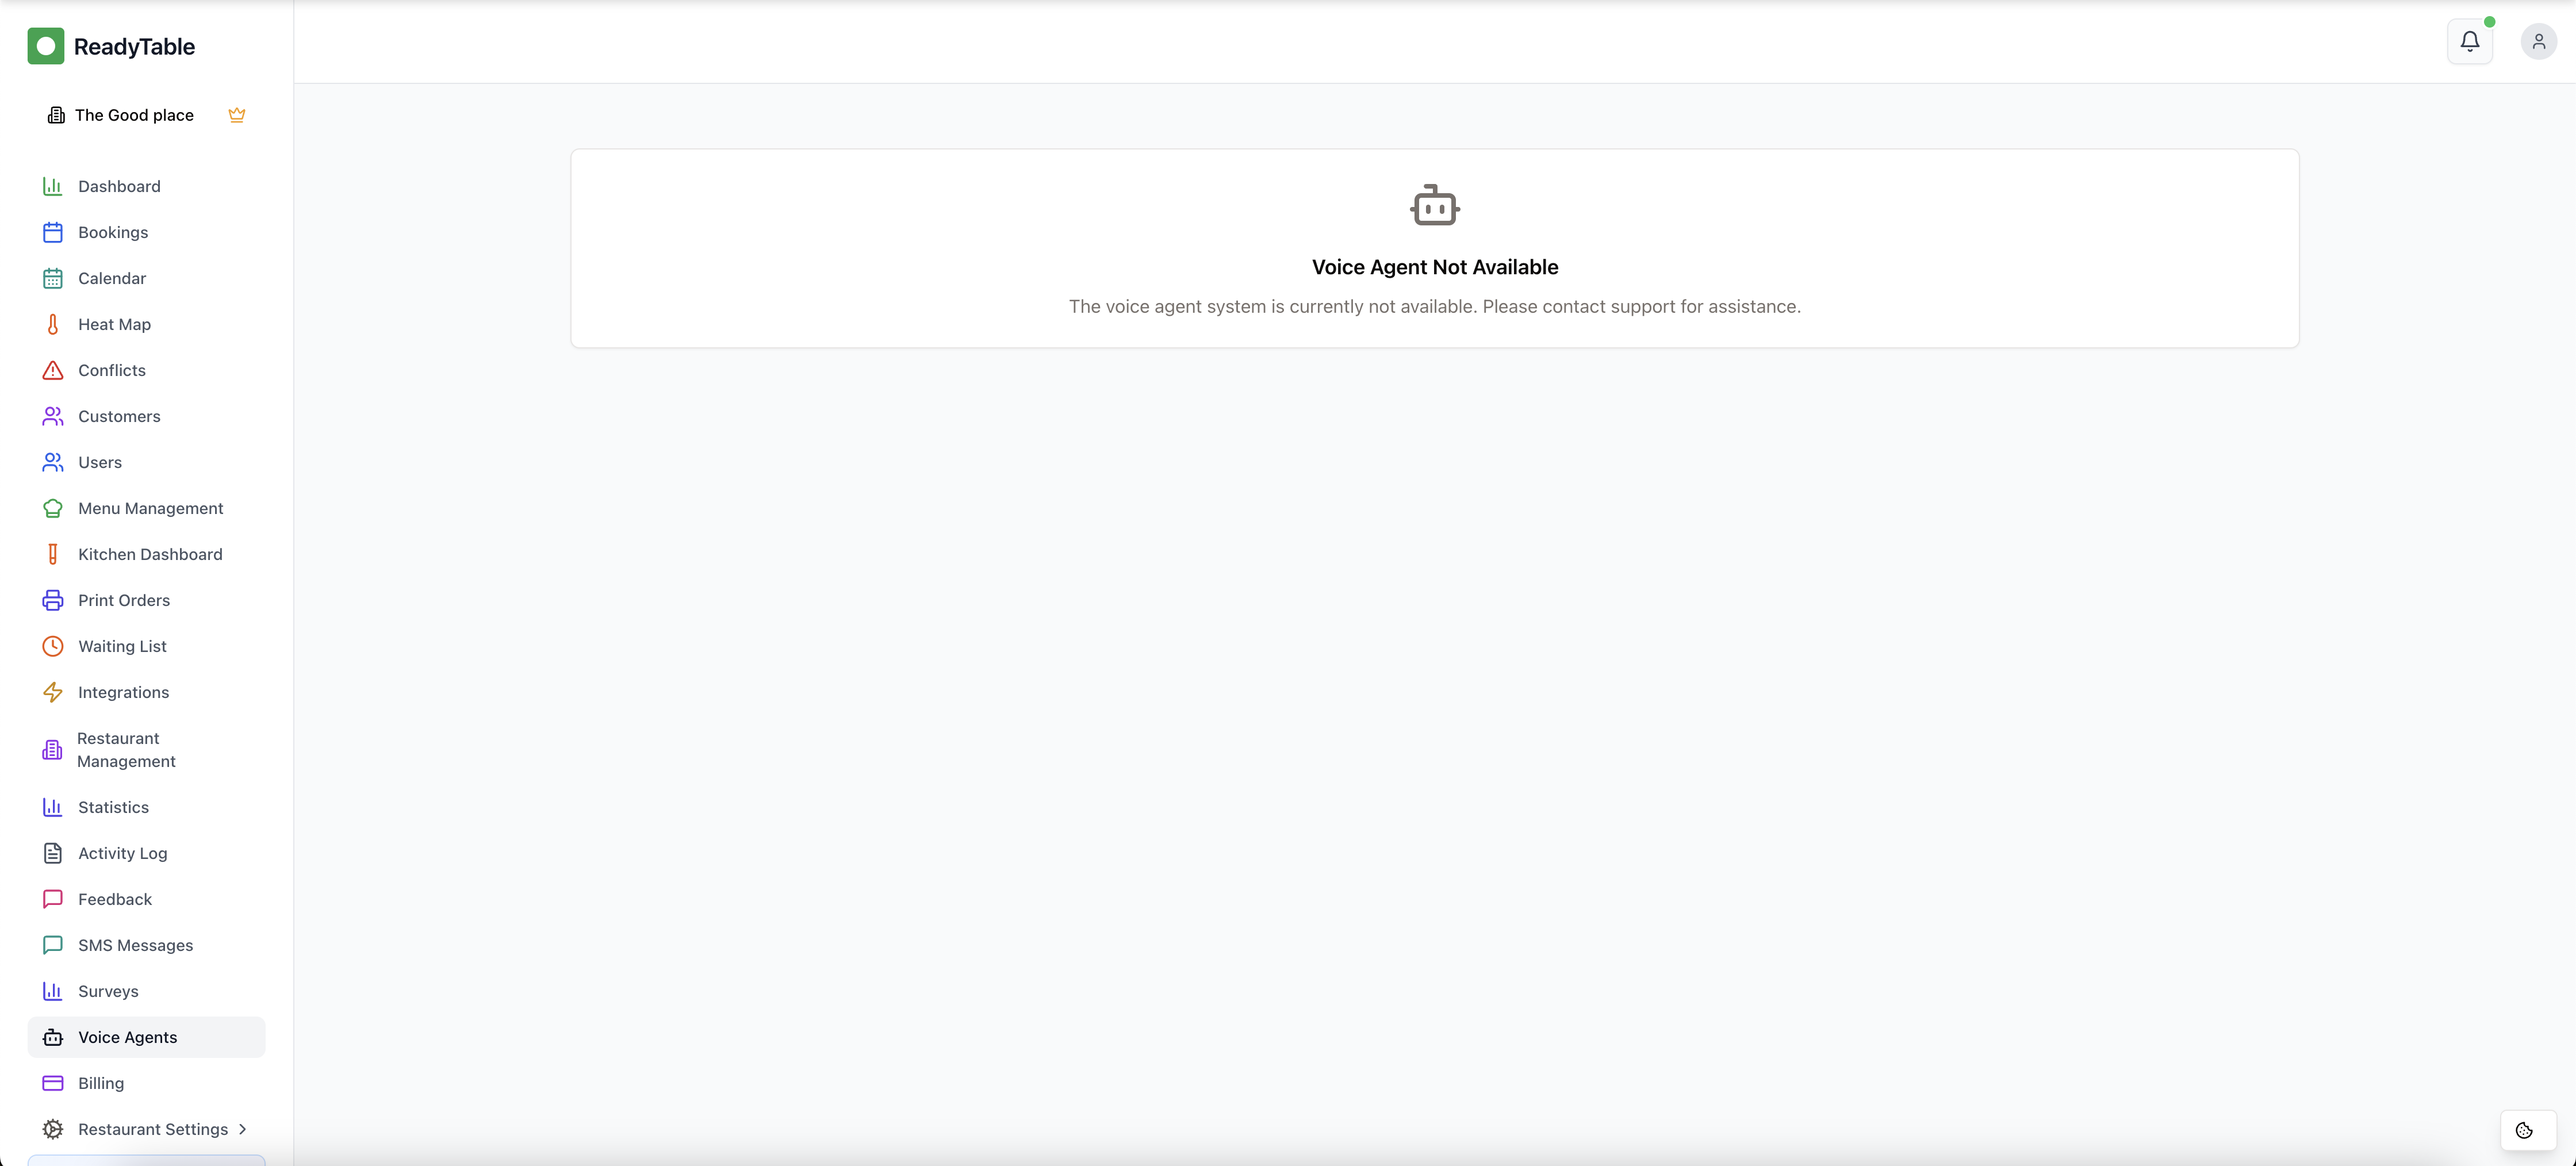 ReadyTable
The Good place
Dashboard
Bookings
Calendar
Heat Map
Conflicts
Customers
Users
Menu Management
Kitchen Dashboard
Print Orders
Waiting List
Integrations
Restaurant
Management
Statistics
Activity Log
Feedback
SMS Messages
Surveys
Voice Agents
Billing
Restaurant Settings
Voice Agent Not Available
The voice agent system is currently not available. Please contact support for assistance.